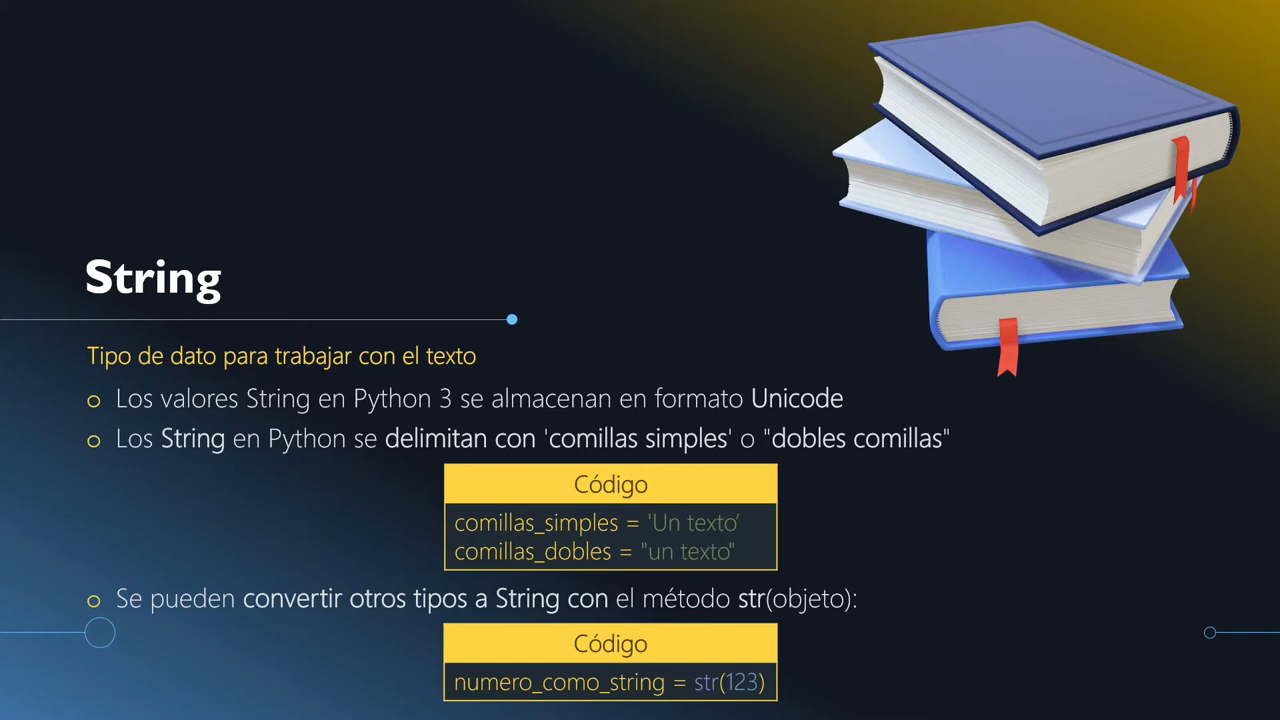 String
Tipo de dato para trabajar con el texto
o Los valores String en Python 3 se almacenan en formato Unicode
o Los String en Python se delimitan con 'comillas simples' o "dobles comillas"
Código
comillas_simples = 'Un texto’
comillas_dobles = "un texto"
o Se pueden convertir otros tipos a String con el método str(objeto):
Código
numero_como_string = str(123)